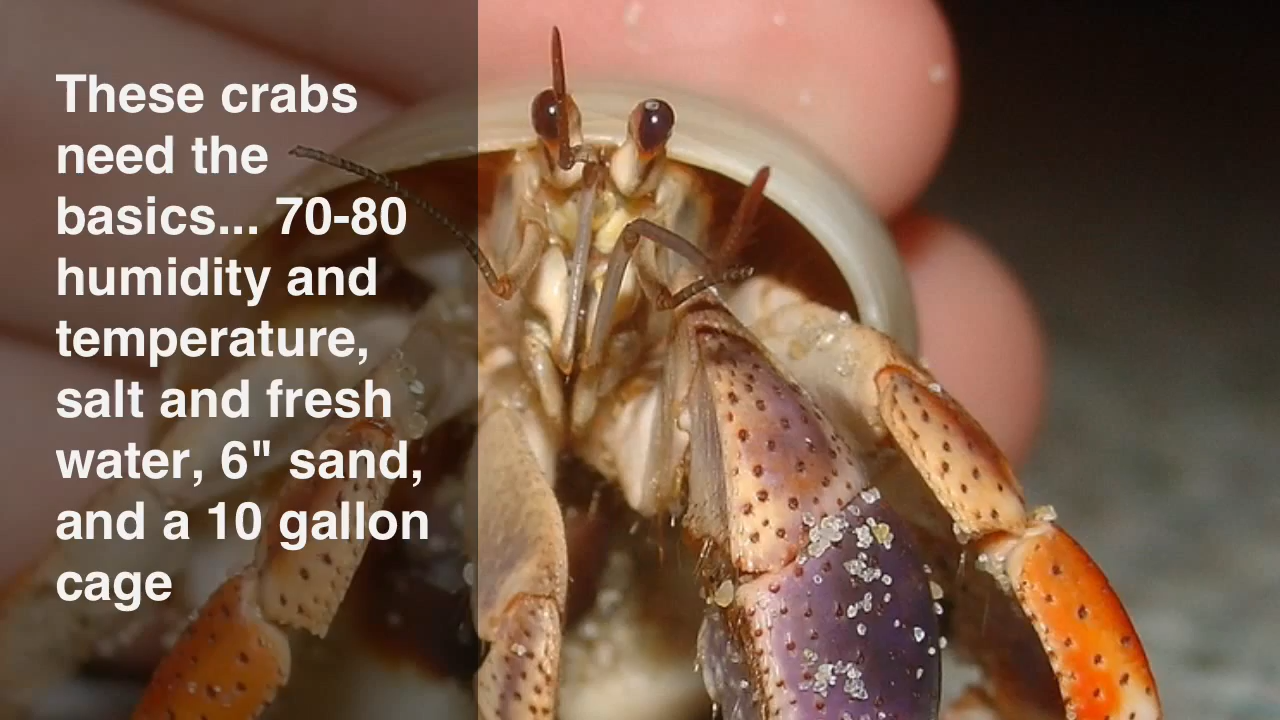 These crabs
need the
basics... 70-80
humidity and
temperature,
salt and fresh
water, 6" sand,
and a 10 gallon
cage